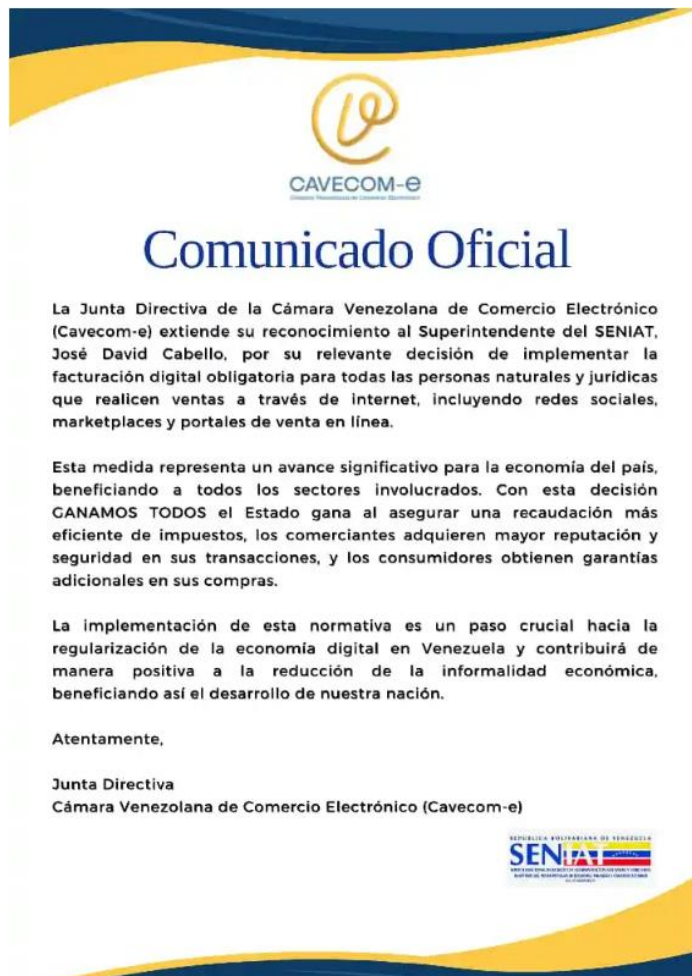 CAVECOM-e
Cámara Venezolana de Comercio Electrónico
Comunicado Oficial
La Junta Directiva de la Cámara Venezolana de Comercio Electrónico
(Cavecom-e) extiende su reconocimiento al Superintendente del SENIAT,
José David Cabello, por su relevante decisión de implementar la
facturación digital obligatoria para todas las personas naturales y jurídicas
que realicen ventas a través de internet, incluyendo redes sociales,
marketplaces y portales de venta en línea.
Esta medida representa un avance significativo para la economía del país,
beneficiando a todos los sectores involucrados. Con esta decisión
GANAMOS TODOS el Estado gana al asegurar una recaudación más
eficiente de impuestos, los comerciantes adquieren mayor reputación y
seguridad en sus transacciones, y los consumidores obtienen garantías
adicionales en sus compras.
La implementación de esta normativa es un paso crucial hacia la
regularización de la economía digital en Venezuela y contribuirá de
manera positiva a la reducción de la informalidad económica,
beneficiando así el desarrollo de nuestra nación.
Atentamente,
Junta Directiva
Cámara Venezolana de Comercio Electrónico (Cavecom-e)
REPUBLICA BOLIVARIANA DE VENEZUELA
SENIAT